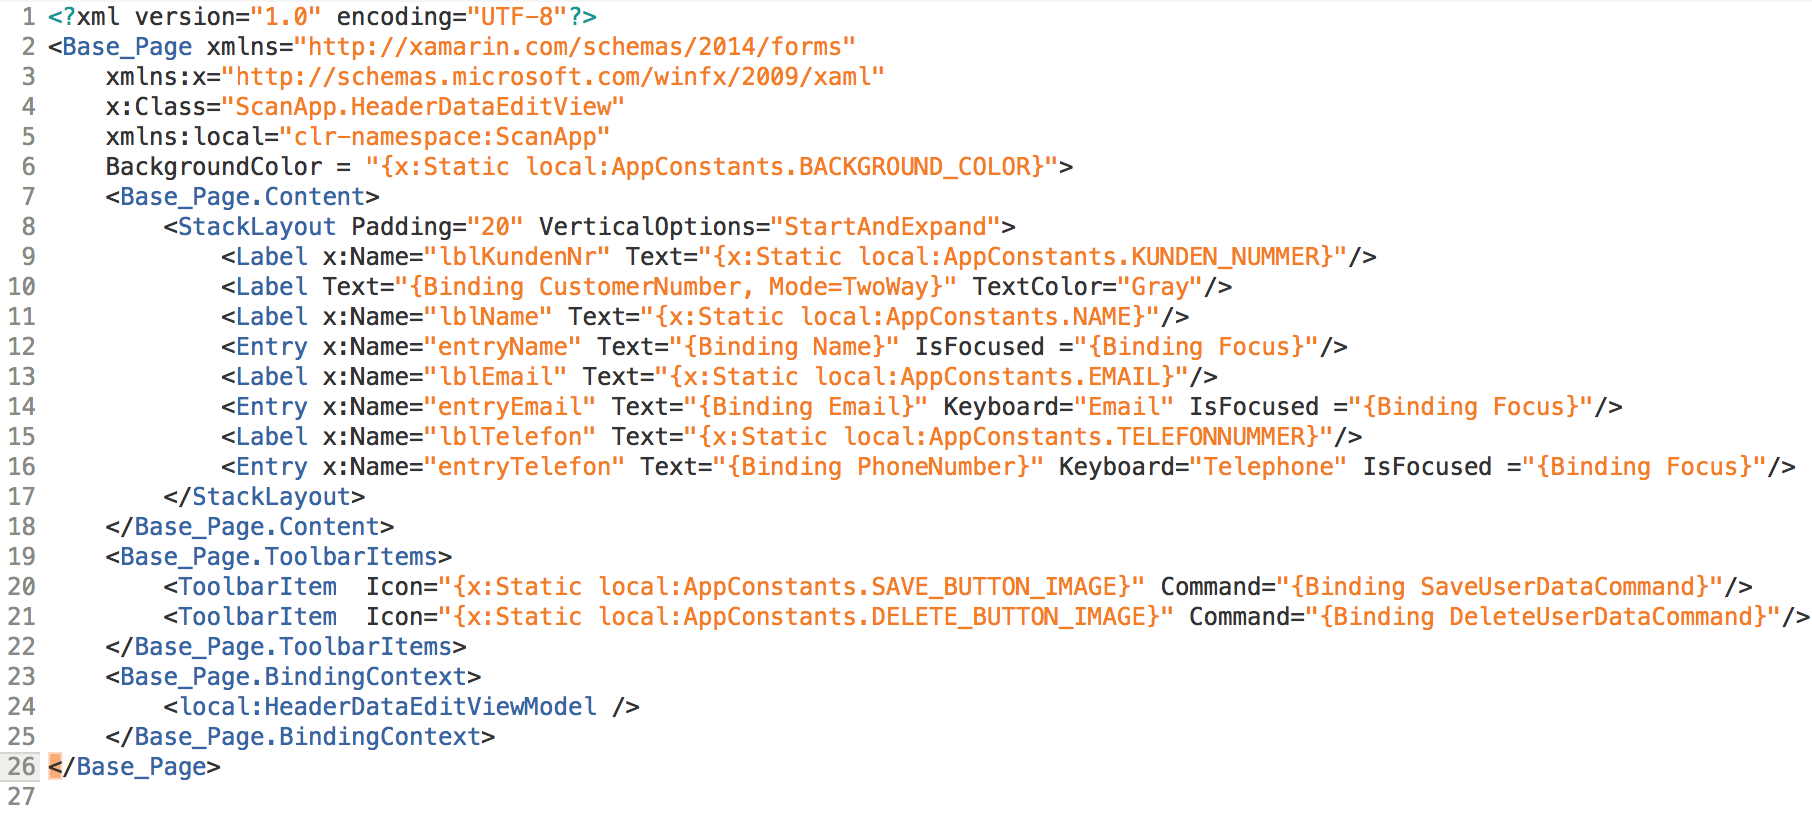 1 <?xml version="1.0" encoding="UTF-8"?>
2 <Base_Page xmlns="http://xamarin.com/schemas/2014/forms"
3     xmlns:x="http://schemas.microsoft.com/winfx/2009/xaml"
4     x:Class="ScanApp.HeaderDataEditView"
5     xmlns:local="clr-namespace:ScanApp"
6     BackgroundColor = "{x:Static local:AppConstants.BACKGROUND_COLOR}">
7     <Base_Page.Content>
8         <StackLayout Padding="20" VerticalOptions="StartAndExpand">
9             <Label x:Name="lblKundenNr" Text="{x:Static local:AppConstants.KUNDEN_NUMMER}"/>
10             <Label Text="{Binding CustomerNumber, Mode=TwoWay}" TextColor="Gray"/>
11             <Label x:Name="lblName" Text="{x:Static local:AppConstants.NAME}"/>
12             <Entry x:Name="entryName" Text="{Binding Name}" IsFocused ="{Binding Focus}"/>
13             <Label x:Name="lblEmail" Text="{x:Static local:AppConstants.EMAIL}"/>
14             <Entry x:Name="entryEmail" Text="{Binding Email}" Keyboard="Email" IsFocused ="{Binding Focus}"/>
15             <Label x:Name="lblTelefon" Text="{x:Static local:AppConstants.TELEFONNUMMER}"/>
16             <Entry x:Name="entryTelefon" Text="{Binding PhoneNumber}" Keyboard="Telephone" IsFocused ="{Binding Focus}"/>
17         </StackLayout>
18     </Base_Page.Content>
19     <Base_Page.ToolbarItems>
20         <ToolbarItem  Icon="{x:Static local:AppConstants.SAVE_BUTTON_IMAGE}" Command="{Binding SaveUserDataCommand}"/>
21         <ToolbarItem  Icon="{x:Static local:AppConstants.DELETE_BUTTON_IMAGE}" Command="{Binding DeleteUserDataCommand}"/>
22     </Base_Page.ToolbarItems>
23     <Base_Page.BindingContext>
24         <local:HeaderDataEditViewModel />
25     </Base_Page.BindingContext>
26 </Base_Page>
27